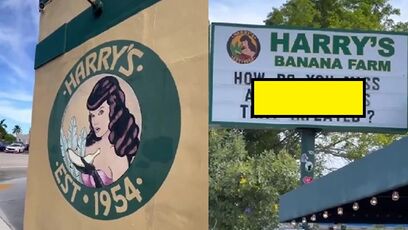 HARRY'S
EST • 1954
HARRY'S
BANANA FARM
HOW DO YOU MISS
A
?